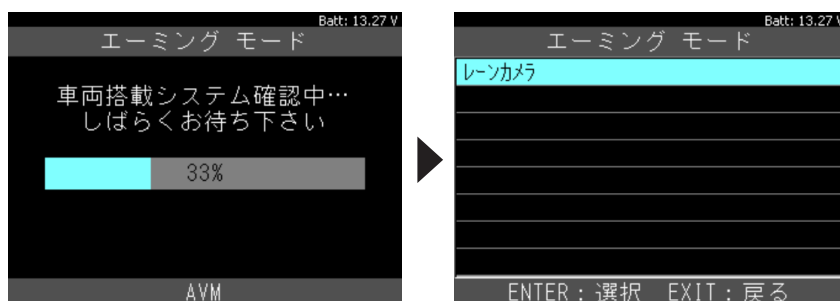 Batt: 13.27 V
エーミング モード
車両搭載システム確認中…
しばらくお待ち下さい
33%
AVM
Batt: 13.27 V
エーミング モード
レーンカメラ
ENTER：選択 EXIT：戻る